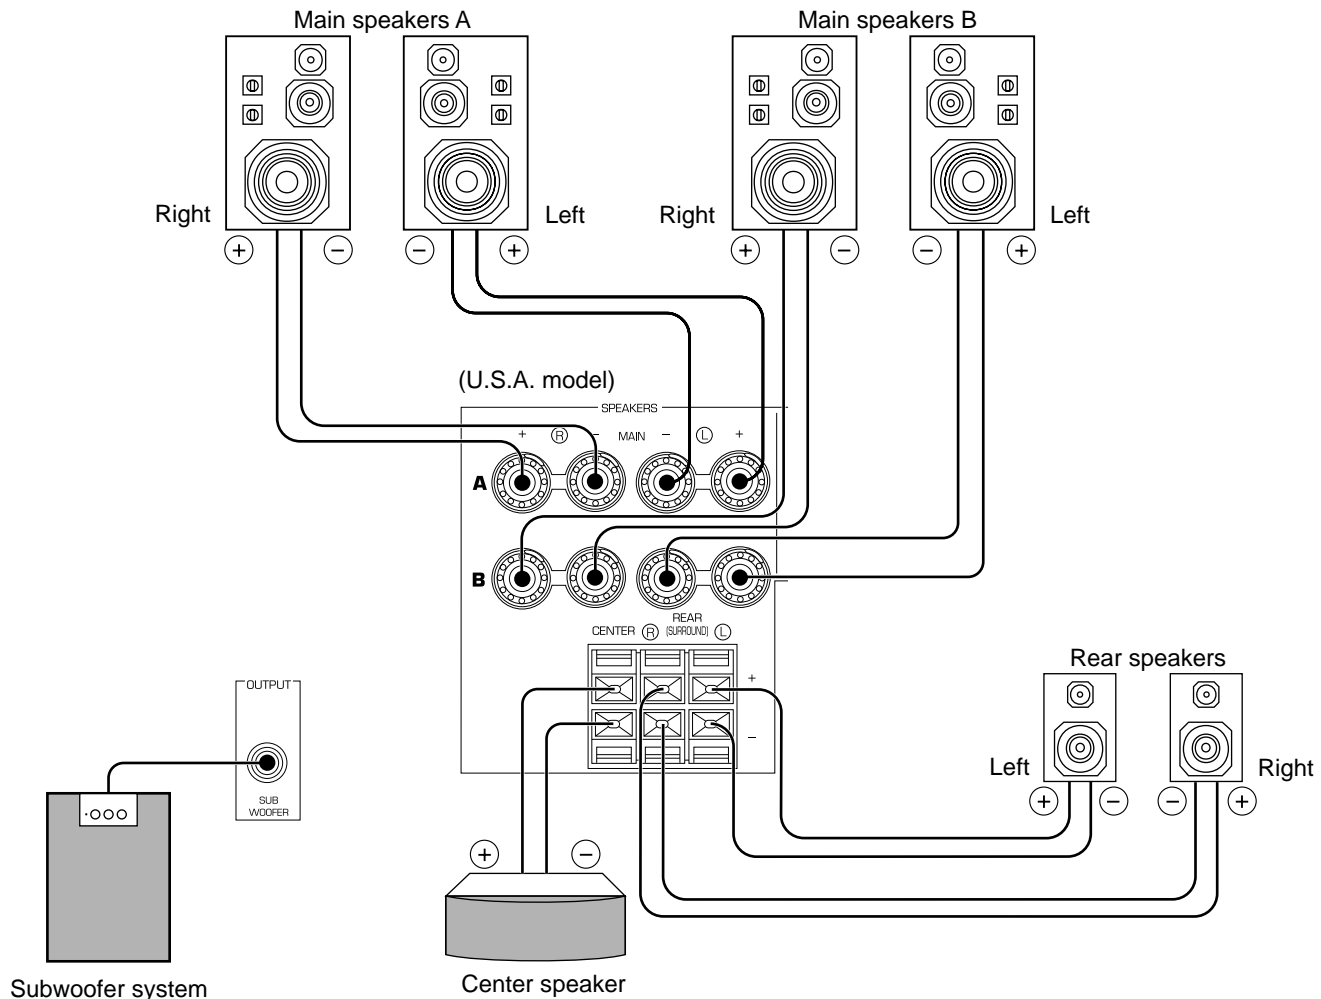 Main speakers A
Main speakers B
Right
Left
Right
Left
+
−
−
+
+
−
−
+
(U.S.A. model)
SPEAKERS
+ R − MAIN − L +
A
B
REAR
CENTER R (SURROUND) L
+
−
Rear speakers
OUTPUT
SUB
WOOFER
Left
Right
+
−
−
+
+
−
Subwoofer system
Center speaker